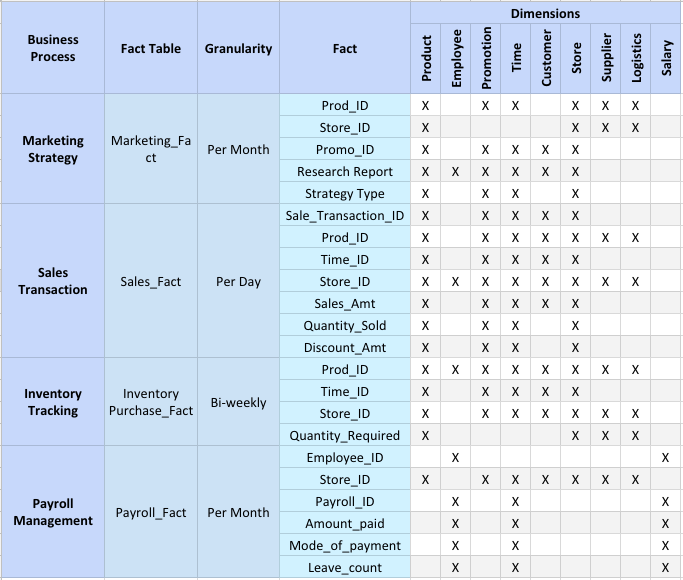 Business Process Fact Table Granularity Fact Dimensions
Product Employee Promotion Time Customer Store Supplier Logistics Salary
Marketing Strategy Marketing_Fact Per Month
Prod_ID X X X X X X
Store_ID X X X X
Promo_ID X X X X X
Research Report X X X X X X
Strategy Type X X X X
Sales Transaction Sales_Fact Per Day
Sale_Transaction_ID X X X X X
Prod_ID X X X X X X X
Time_ID X X X X X
Store_ID X X X X X X X X
Sales_Amt X X X X X
Quantity_Sold X X X X
Discount_Amt X X X X
Inventory Tracking Inventory Purchase_Fact Bi-weekly
Prod_ID X X X X X X X X
Time_ID X X X X X
Store_ID X X X X X X X
Quantity_Required X X X X
Payroll Management Payroll_Fact Per Month
Employee_ID X X
Store_ID X X X X X X X
Payroll_ID X X X
Amount_paid X X X
Mode_of_payment X X X
Leave_count X X X